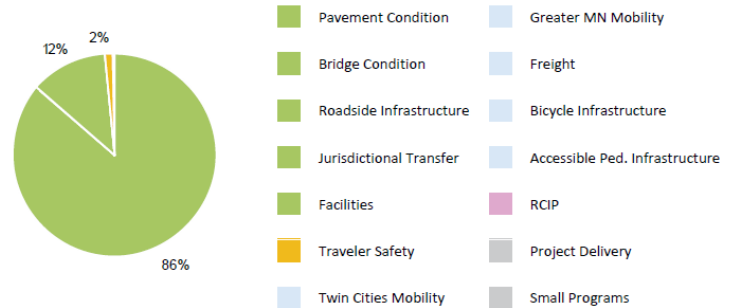 2%
12%
86%
Pavement Condition
Bridge Condition
Roadside Infrastructure
Jurisdictional Transfer
Facilities
Traveler Safety
Twin Cities Mobility
Greater MN Mobility
Freight
Bicycle Infrastructure
Accessible Ped. Infrastructure
RCIP
Project Delivery
Small Programs